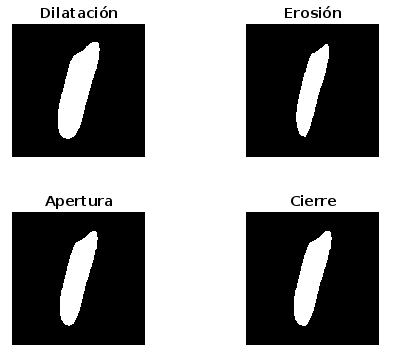 Dilatación
Erosión
Apertura
Cierre